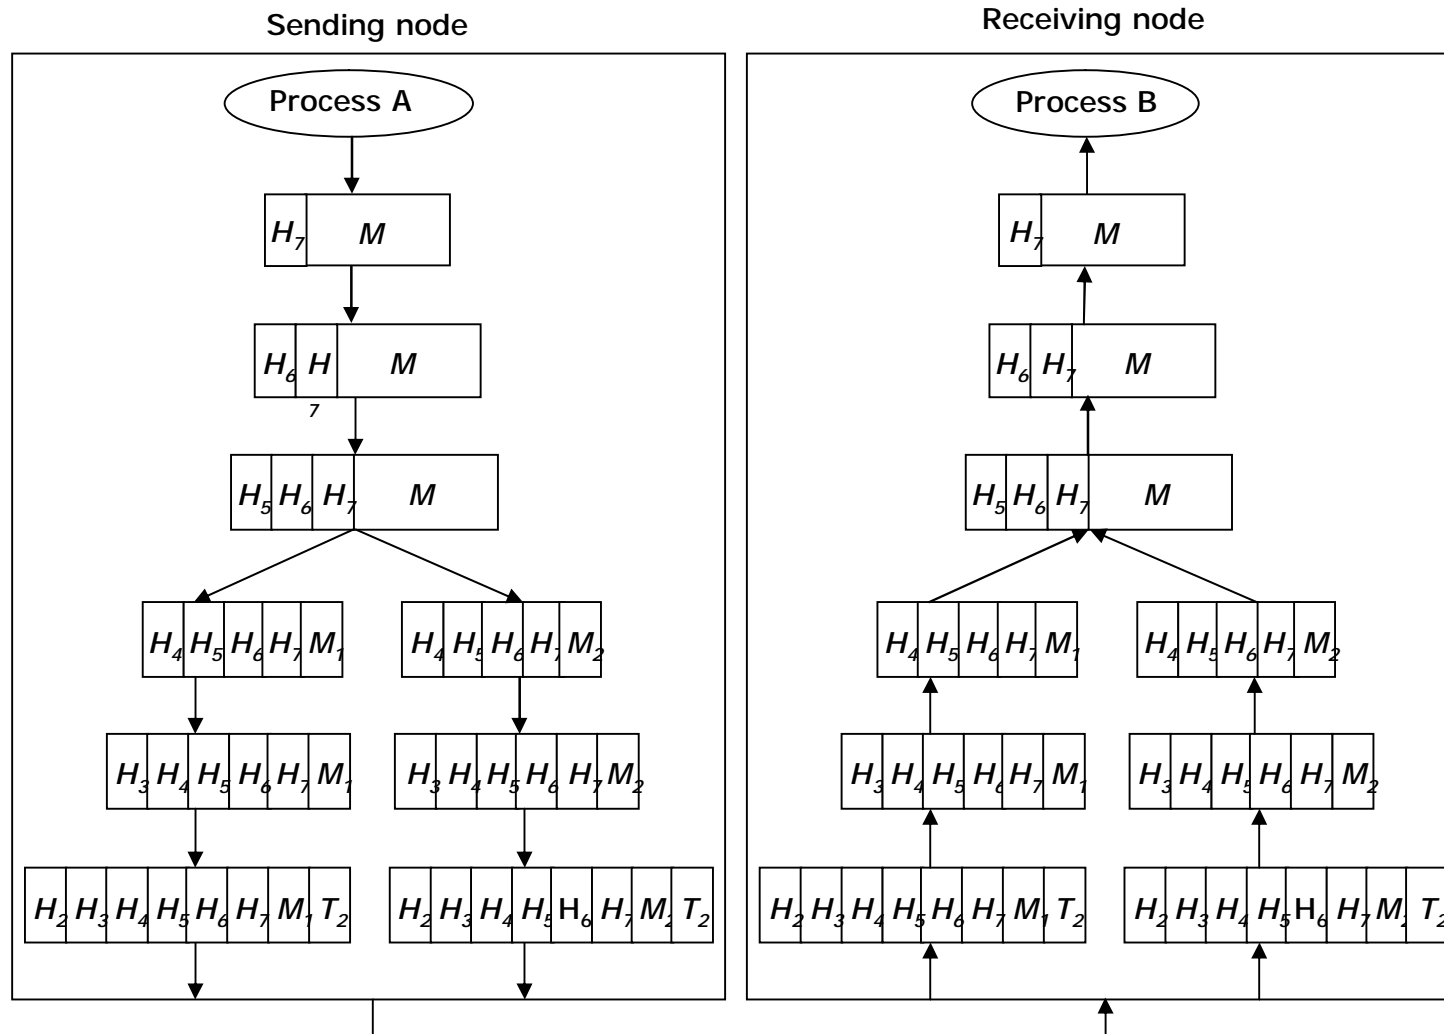 Sending node
Receiving node
Process A
Process B
H7 M
H7 M
H6 H7 M
H6 H7 M
H5 H6 H7 M
H5 H6 H7 M
H4 H5 H6 H7 M1
H4 H5 H6 H7 M2
H4 H5 H6 H7 M1
H4 H5 H6 H7 M2
H3 H4 H5 H6 H7 M1
H3 H4 H5 H6 H7 M2
H3 H4 H5 H6 H7 M1
H3 H4 H5 H6 H7 M2
H2 H3 H4 H5 H6 H7 M1 T2
H2 H3 H4 H5 H6 H7 M2 T2
H2 H3 H4 H5 H6 H7 M1 T2
H2 H3 H4 H5 H6 H7 M2 T2